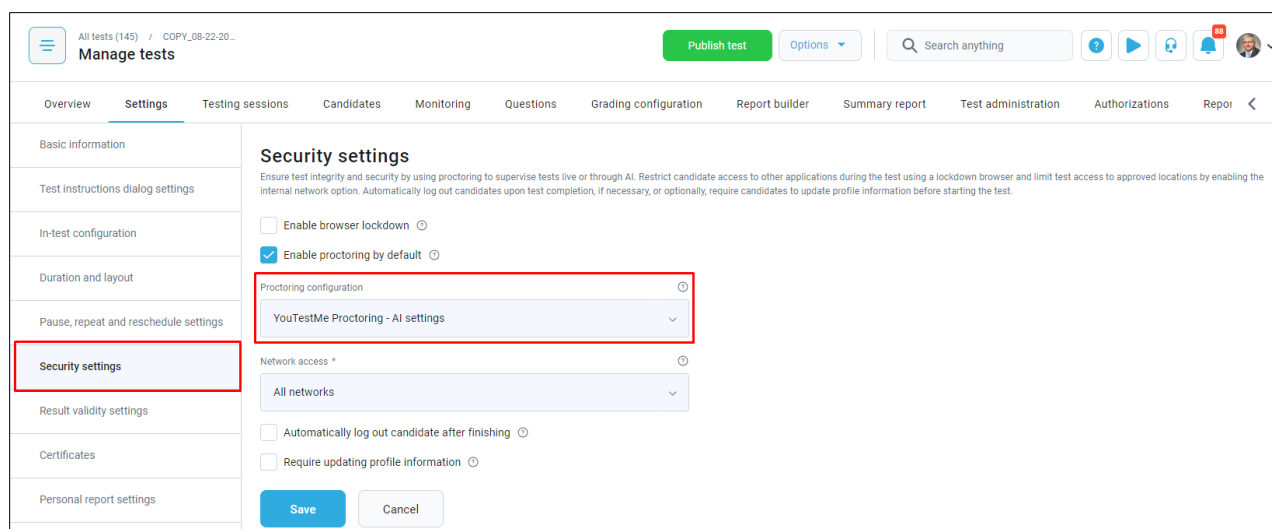 All tests (145) / COPY_08-22-20...
Manage tests
Publish test
Options
Search anything
88
Overview Settings Testing sessions Candidates Monitoring Questions Grading configuration Report builder Summary report Test administration Authorizations Repor
Basic information
Test instructions dialog settings
In-test configuration
Duration and layout
Pause, repeat and reschedule settings
Security settings
Result validity settings
Certificates
Personal report settings
Security settings
Ensure test integrity and security by using proctoring to supervise tests live or through AI. Restrict candidate access to other applications during the test using a lockdown browser and limit test access to approved locations by enabling the
internal network option. Automatically log out candidates upon test completion, if necessary, or optionally, require candidates to update profile information before starting the test.
Enable browser lockdown
Enable proctoring by default
Proctoring configuration
YouTestMe Proctoring - AI settings
Network access *
All networks
Automatically log out candidate after finishing
Require updating profile information
Save Cancel